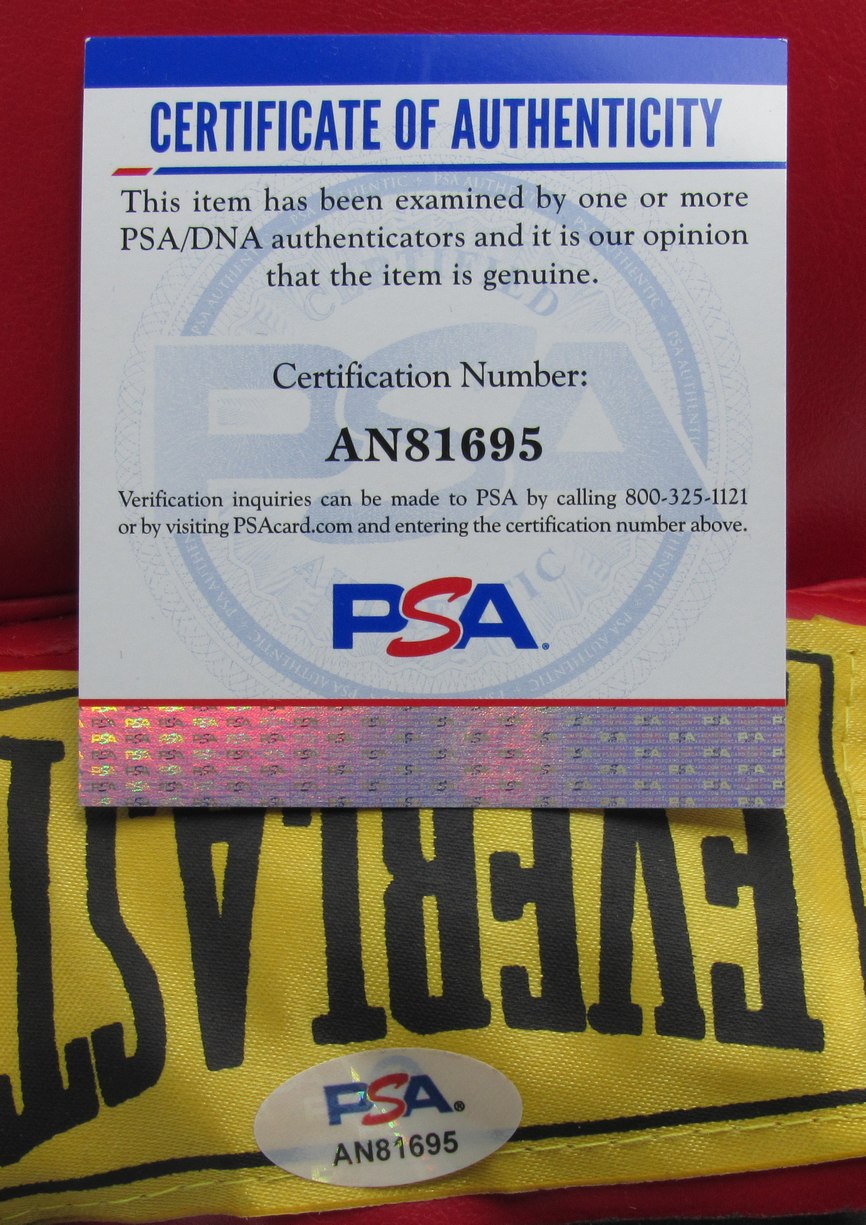 CERTIFICATE OF AUTHENTICITY
This item has been examined by one or more
PSA/DNA authenticators and it is our opinion
that the item is genuine.
Certification Number:
AN81695
Verification inquiries can be made to PSA by calling 800-325-1121
or by visiting PSAcard.com and entering the certification number above.
PSA®
EVERLAST
PSA®
AN81695